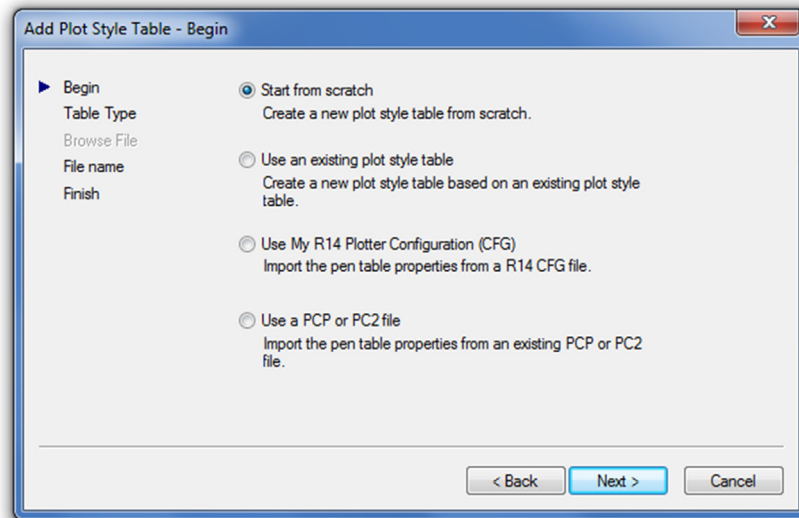 Add Plot Style Table - Begin
Begin
Table Type
Browse File
File name
Finish
Start from scratch
Create a new plot style table from scratch.
Use an existing plot style table
Create a new plot style table based on an existing plot style
table.
Use My R14 Plotter Configuration (CFG)
Import the pen table properties from a R14 CFG file.
Use a PCP or PC2 file
Import the pen table properties from an existing PCP or PC2
file.
< Back
Next >
Cancel